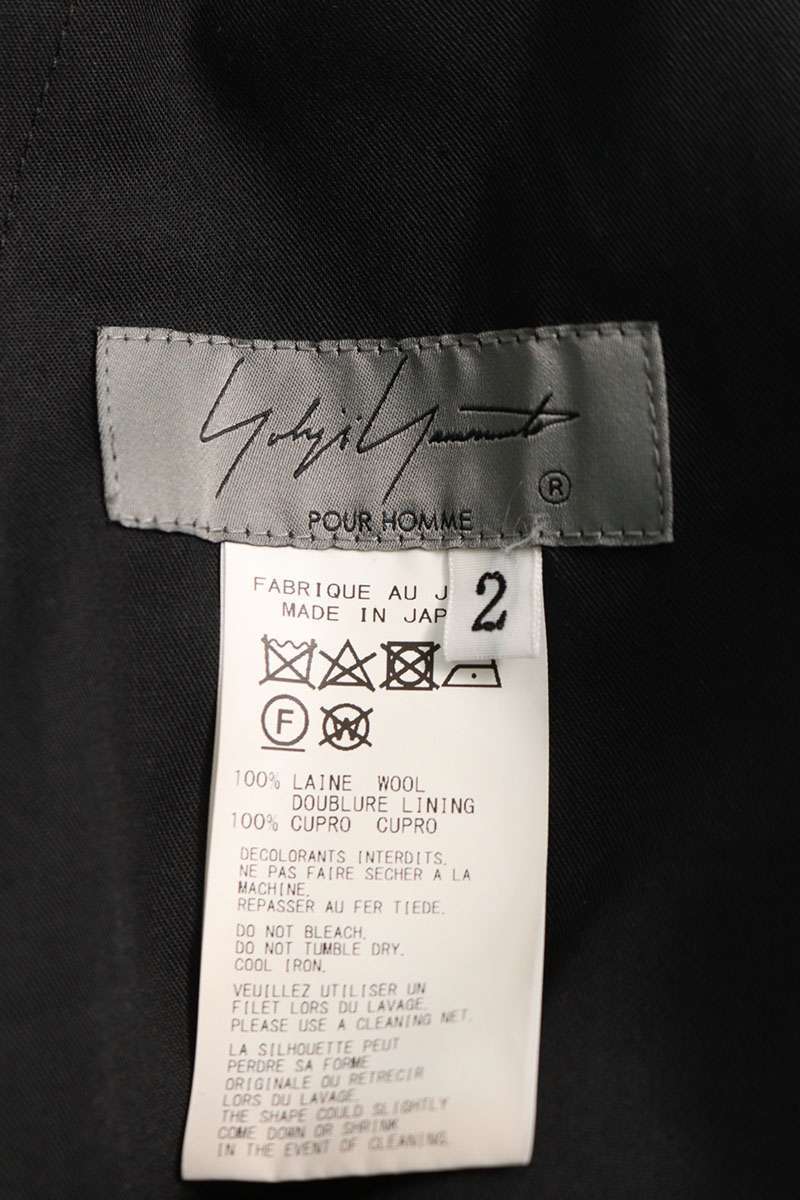 Yohji Yamamoto
®
POUR HOMME
2
FABRIQUE AU J
MADE IN JAP
F
W
100% LAINE WOOL
DOUBLURE LINING
100% CUPRO CUPRO
DECOLORANTS INTERDITS.
NE PAS FAIRE SECHER A LA
MACHINE.
REPASSER AU FER TIEDE.
DO NOT BLEACH.
DO NOT TUMBLE DRY.
COOL IRON.
VEUILLEZ UTILISER UN
FILET LORS DU LAVAGE.
PLEASE USE A CLEANING NET.
LA SILHOUETTE PEUT
PERDRE SA FORME
ORIGINALE OU RETRECIR
LORS DU LAVAGE.
THE SHAPE COULD SLIGHTLY
COME DOWN OR SHRINK
IN THE EVENT OF CLEANING.